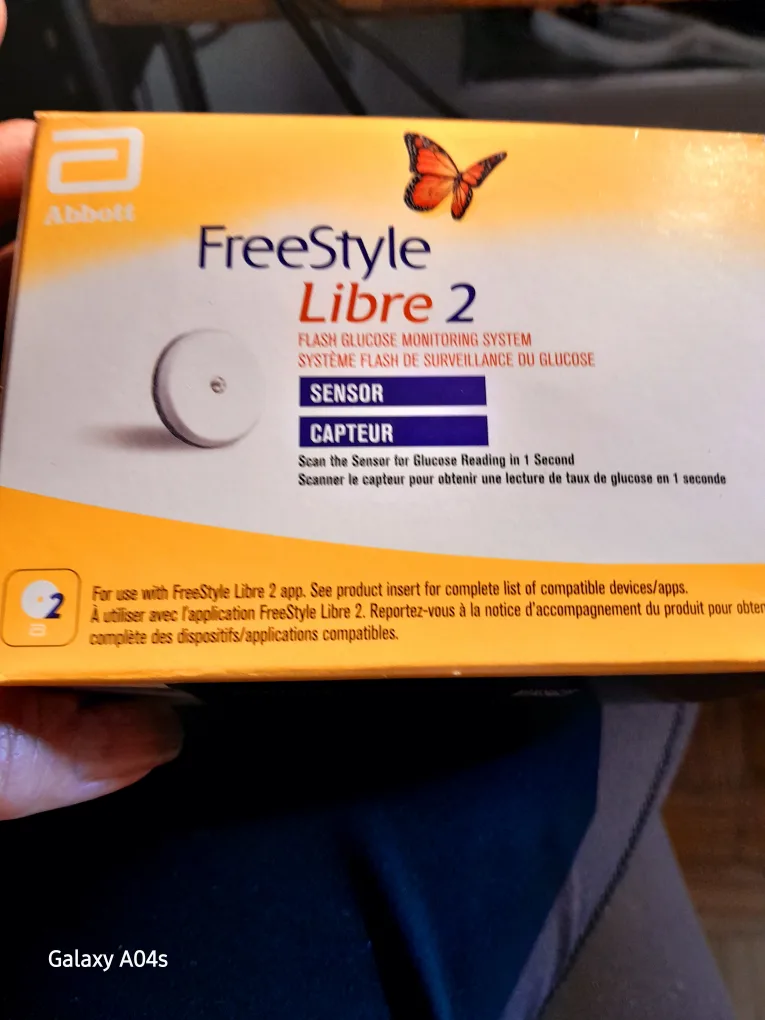 Abbott
FreeStyle
Libre 2
FLASH GLUCOSE MONITORING SYSTEM
SYSTÈME FLASH DE SURVEILLANCE DU GLUCOSE
SENSOR
CAPTEUR
Scan the Sensor for Glucose Reading in 1 Second
Scanner le capteur pour obtenir une lecture de taux de glucose en 1 seconde
2
For use with FreeStyle Libre 2 app. See product insert for complete list of compatible devices/apps.
À utiliser avec l'application FreeStyle Libre 2. Reportez-vous à la notice d'accompagnement du produit pour obten
complète des dispositifs/applications compatibles.
Galaxy A04s